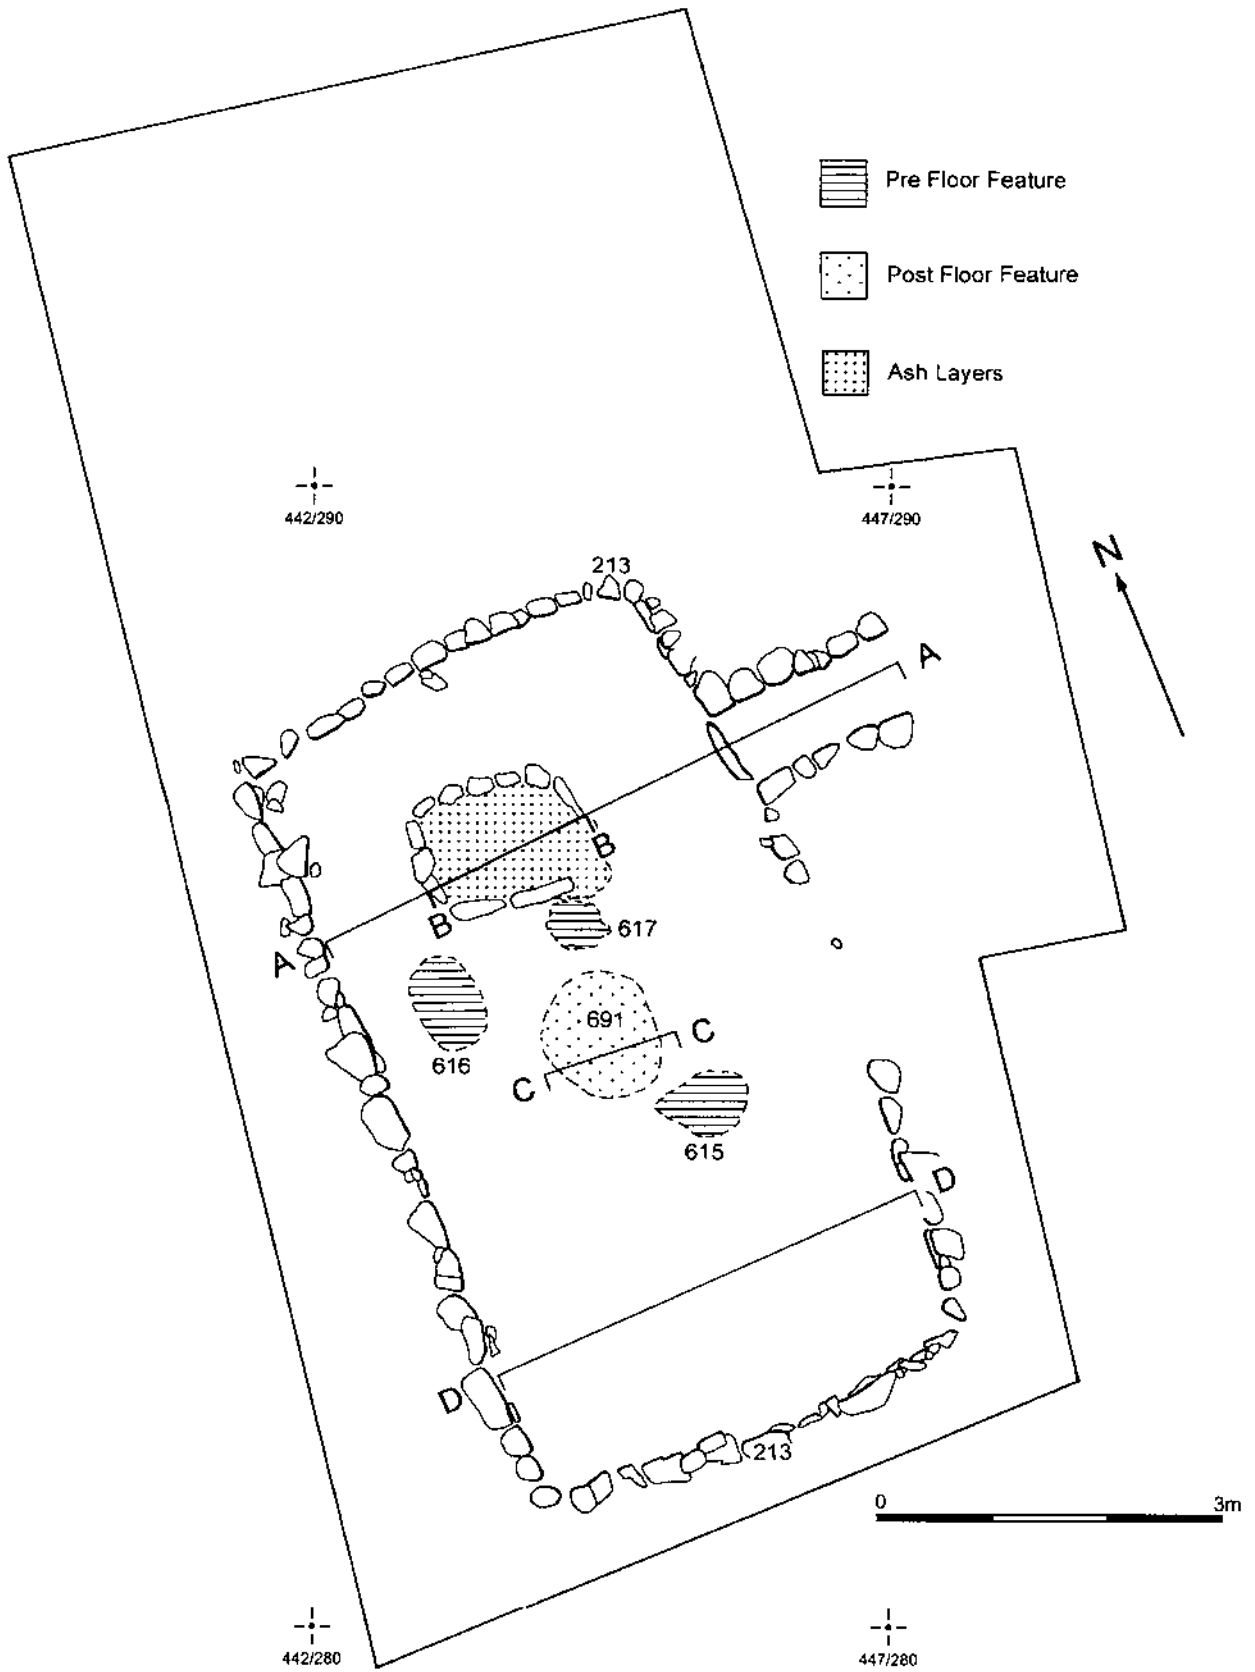 Pre Floor Feature
Post Floor Feature
Ash Layers
442/290
447/290
N
213
A
B
B
617
A
691
C
616
C
615
D
D
213
0 3m
442/280
447/280